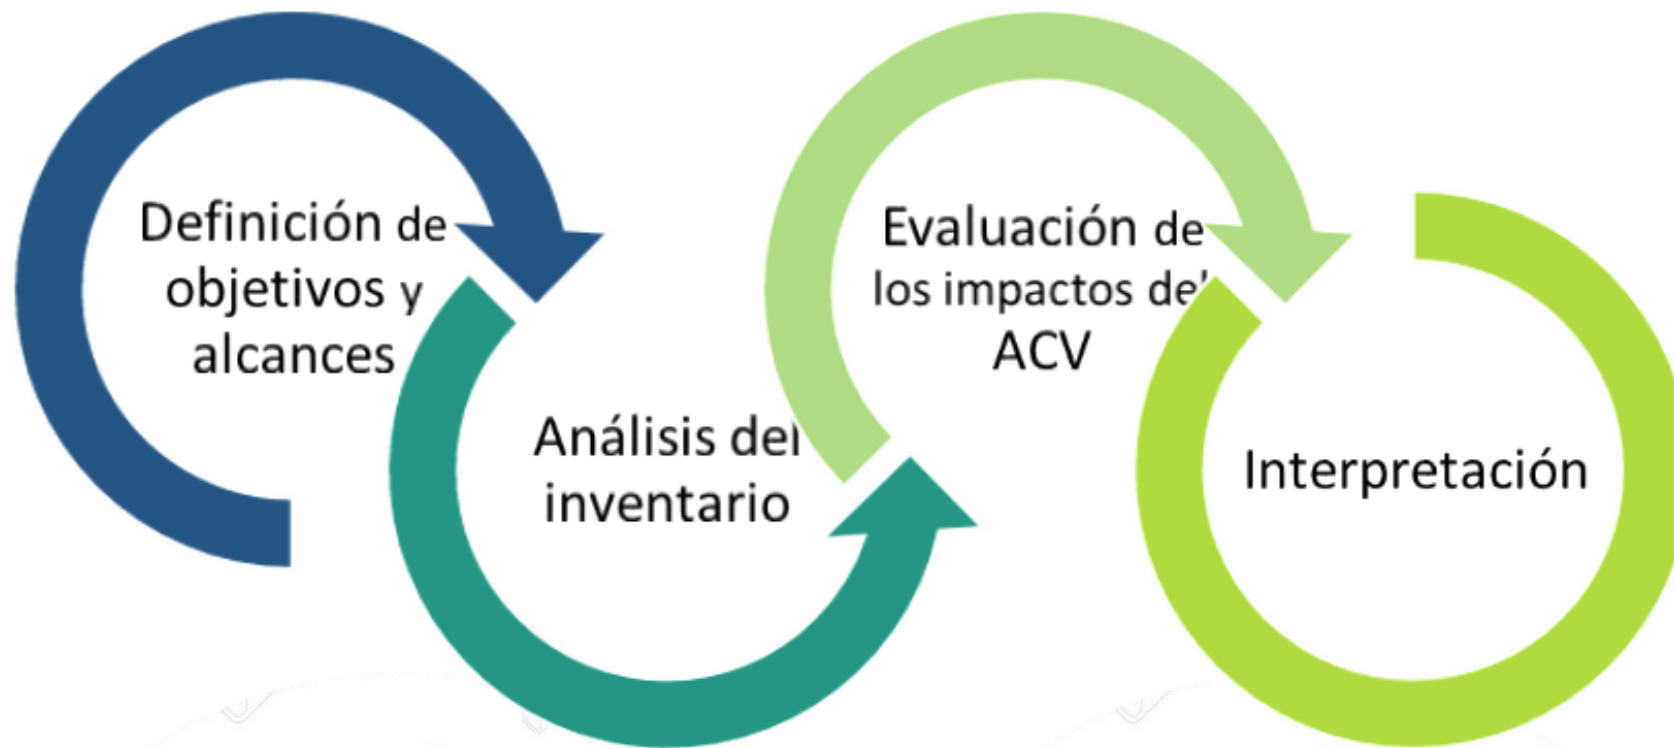 Definición de
objetivos y
alcances
Análisis del
inventario
Evaluación de
los impactos del
ACV
Interpretación